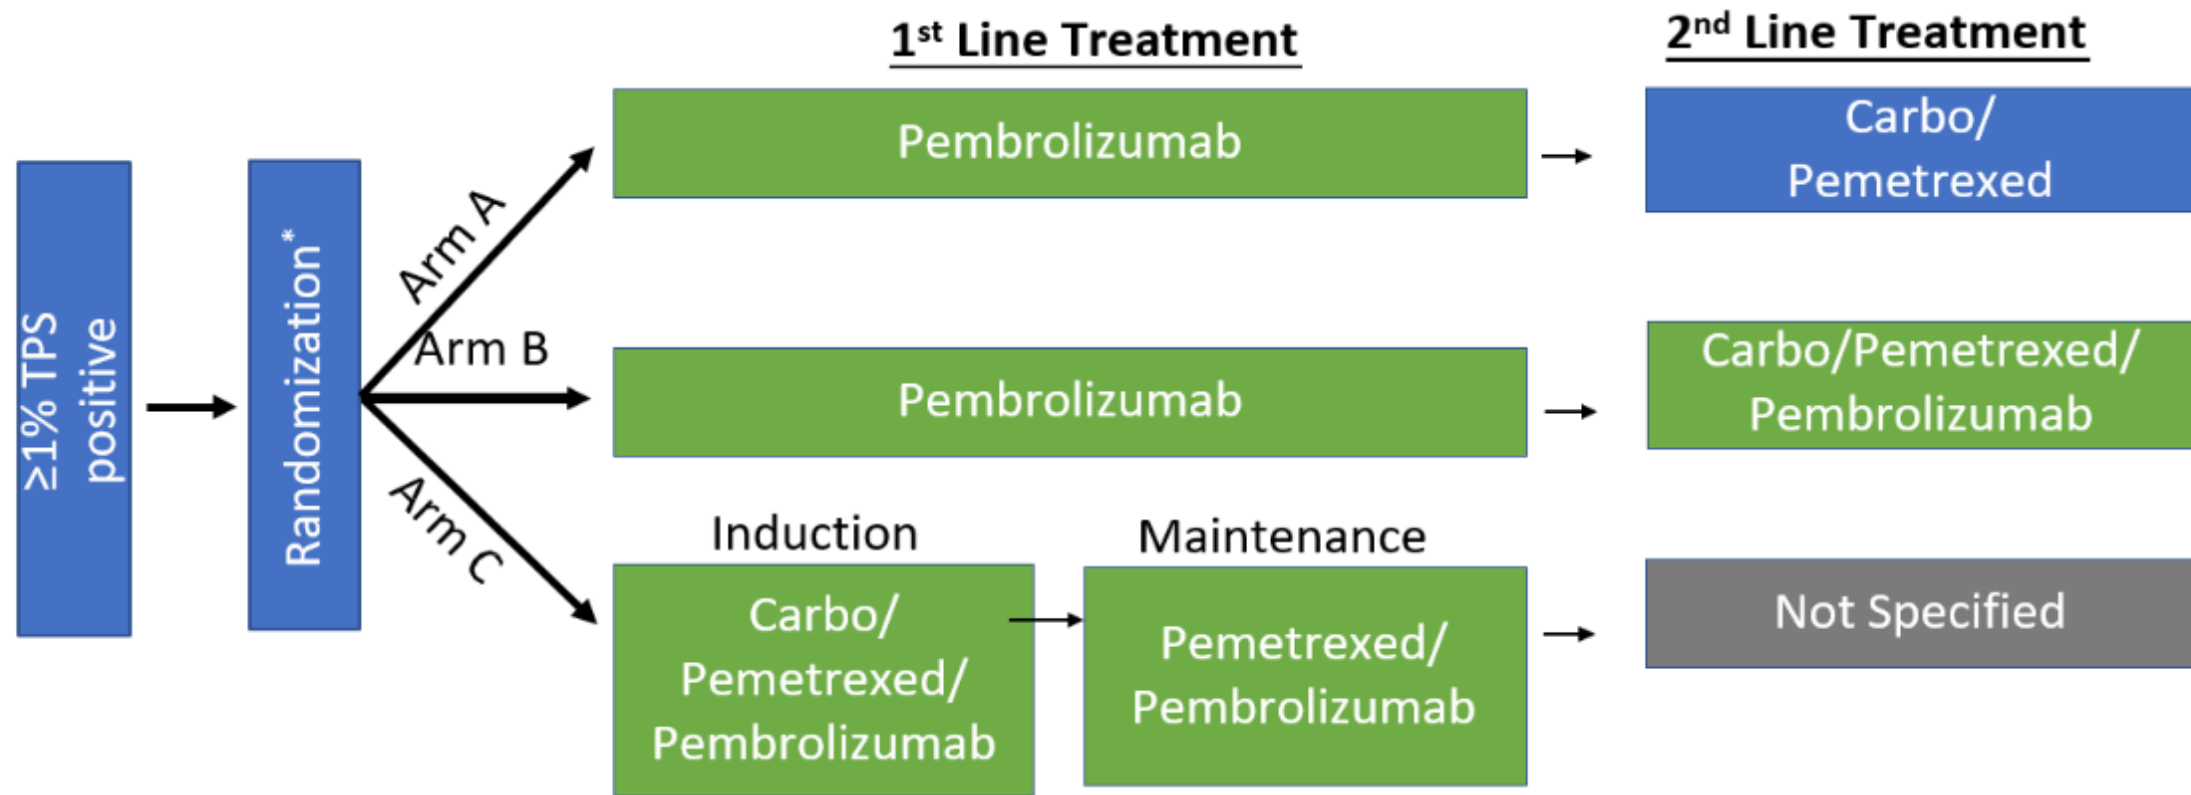 1st Line Treatment
2nd Line Treatment
≥1% TPS
positive
Randomization*
Arm A
Pembrolizumab
Carbo/
Pemetrexed
Arm B
Pembrolizumab
Carbo/Pemetrexed/
Pembrolizumab
Arm C
Induction
Carbo/
Pemetrexed/
Pembrolizumab
Maintenance
Pemetrexed/
Pembrolizumab
Not Specified